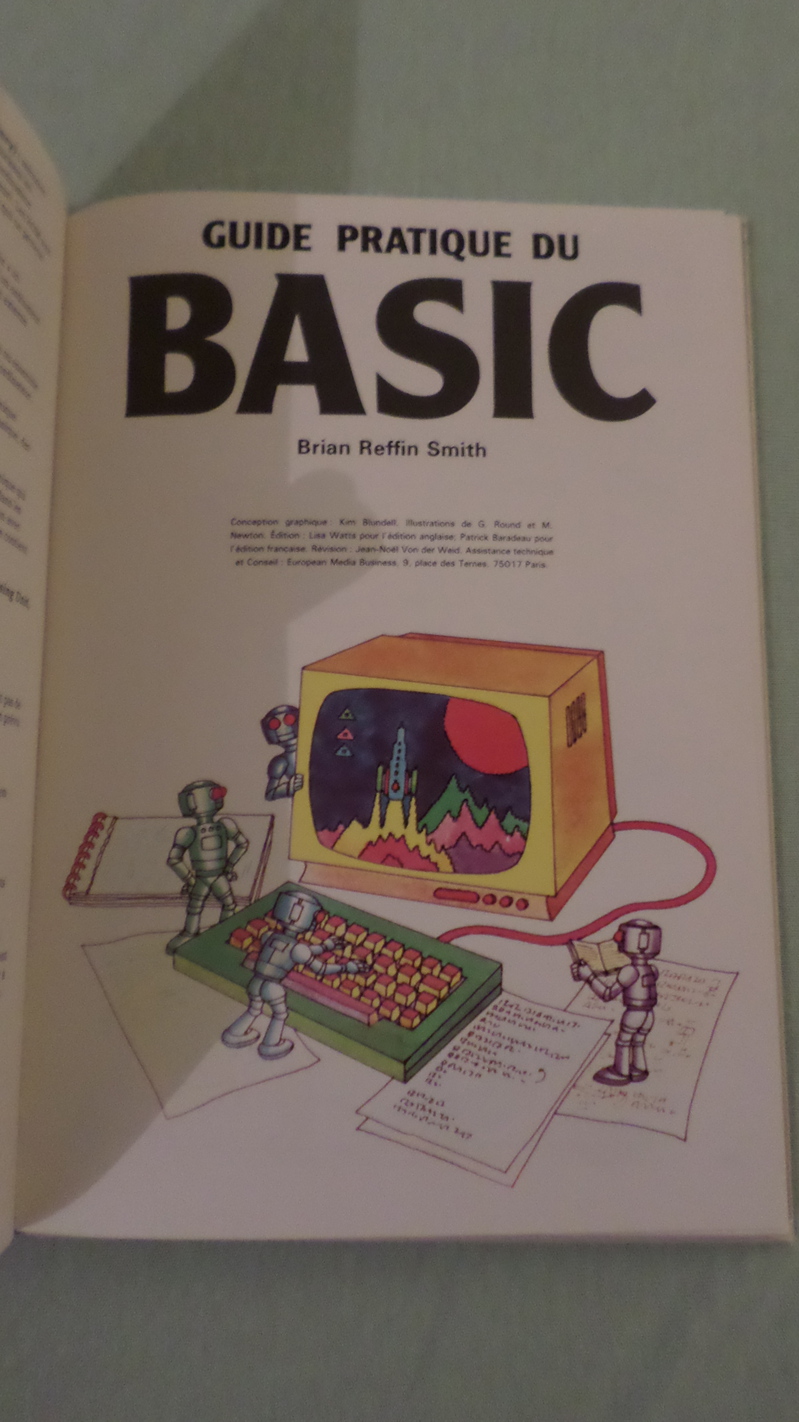 GUIDE PRATIQUE DU
BASIC
Brian Reffin Smith
Conception graphique : Kim Blundell. Illustrations de G. Round et M.
Newton. Édition : Lisa Watts pour l'édition anglaise; Patrick Baradeau pour
l'édition française. Révision : Jean-Noël Von der Weid. Assistance technique
et Conseil : European Media Business. 9, place des Ternes. 75017 Paris.